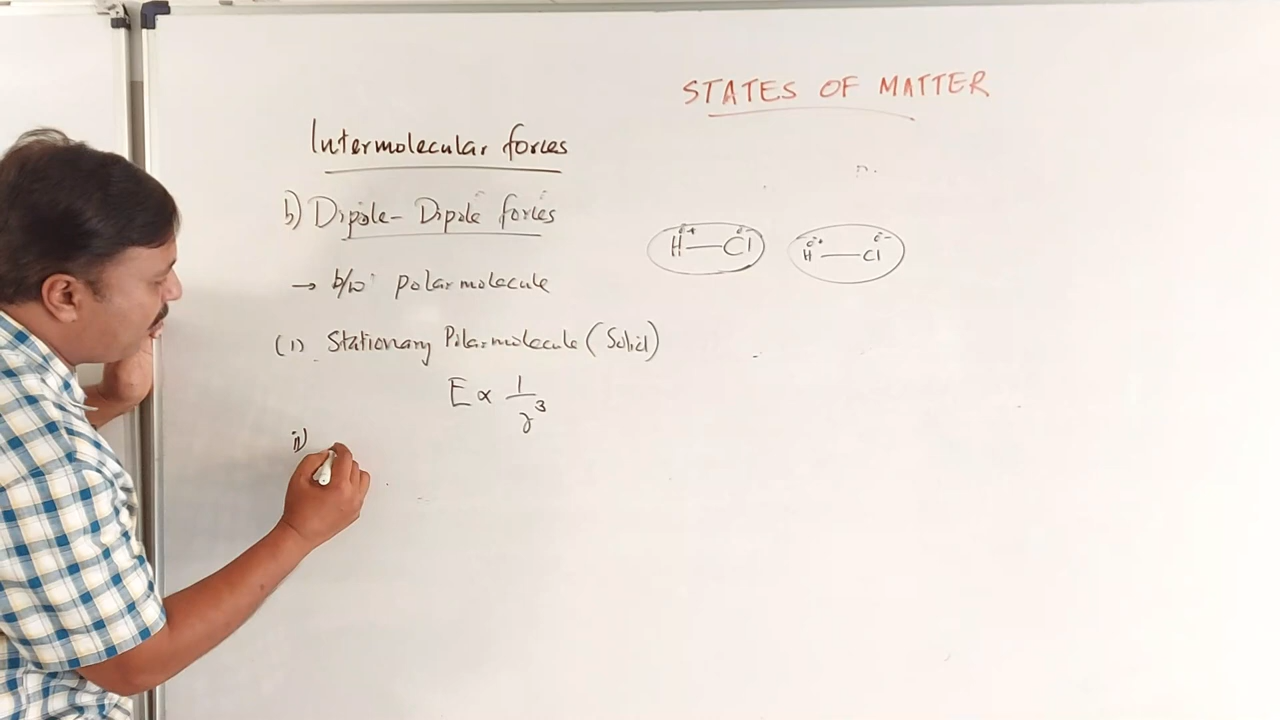 STATES OF MATTER
Intermolecular forces
b) Dipole - Dipole forces
H — Cl H — Cl
δ+ δ- δ+ δ-
→ b/w polar molecule
(i) Stationary Polar molecule (Solid)
E ∝ 1/r³
ii)